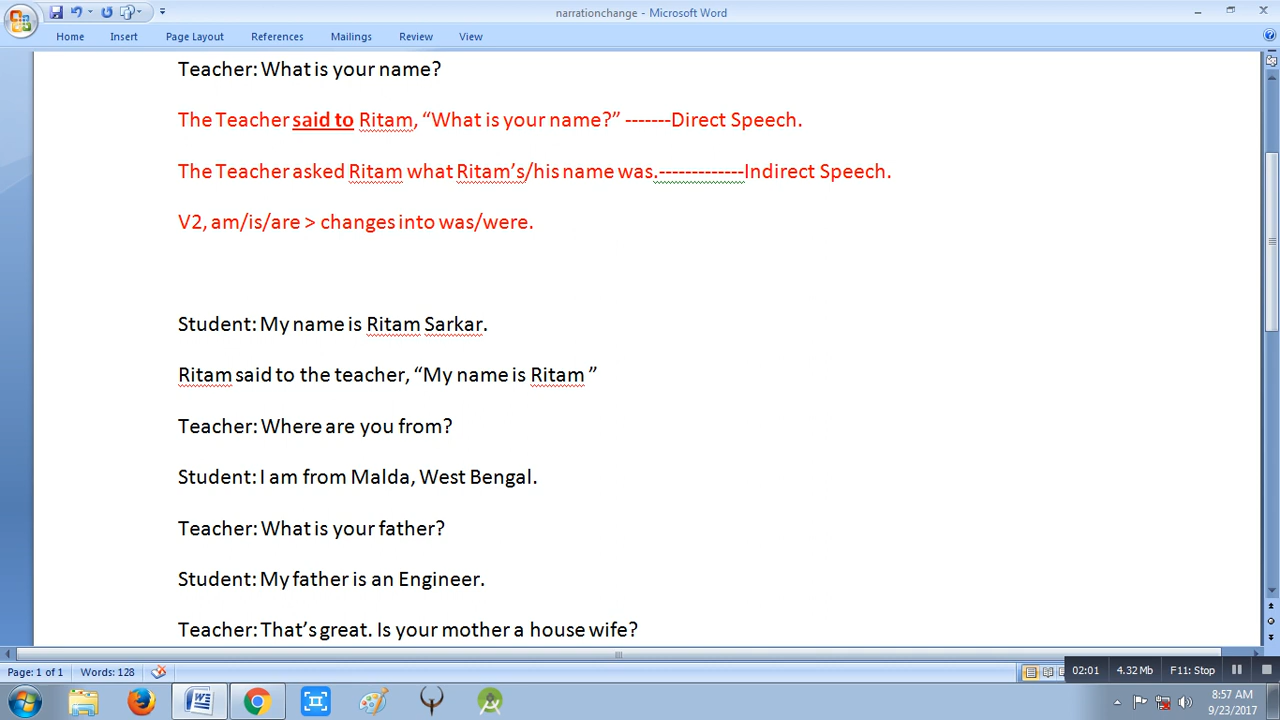 narrationchange - Microsoft Word
Home Insert Page Layout References Mailings Review View
Teacher: What is your name?
The Teacher said to Ritam, “What is your name?” -------Direct Speech.
The Teacher asked Ritam what Ritam’s/his name was.-------------Indirect Speech.
V2, am/is/are > changes into was/were.
Student: My name is Ritam Sarkar.
Ritam said to the teacher, “My name is Ritam ”
Teacher: Where are you from?
Student: I am from Malda, West Bengal.
Teacher: What is your father?
Student: My father is an Engineer.
Teacher: That’s great. Is your mother a house wife?
Page: 1 of 1 Words: 128 02:01 4.32 Mb F11: Stop
8:57 AM
9/23/2017